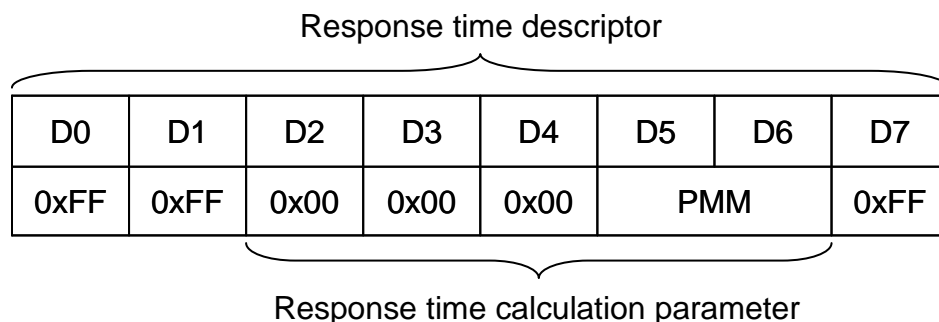 Response time descriptor
D0 D1 D2 D3 D4 D5 D6 D7
0xFF 0xFF 0x00 0x00 0x00 PMM 0xFF
Response time calculation parameter